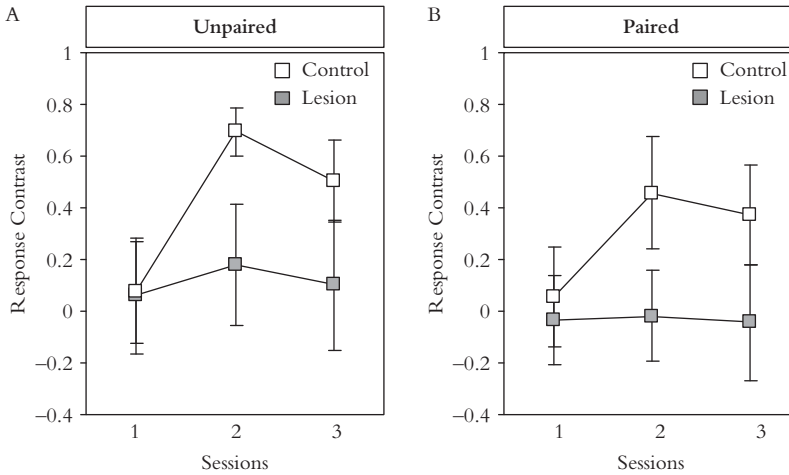 A
Unpaired
Control
Lesion
Response Contrast
1
0.8
0.6
0.4
0.2
0
−0.2
−0.4
1 2 3
Sessions
B
Paired
Control
Lesion
Response Contrast
1
0.8
0.6
0.4
0.2
0
−0.2
−0.4
1 2 3
Sessions